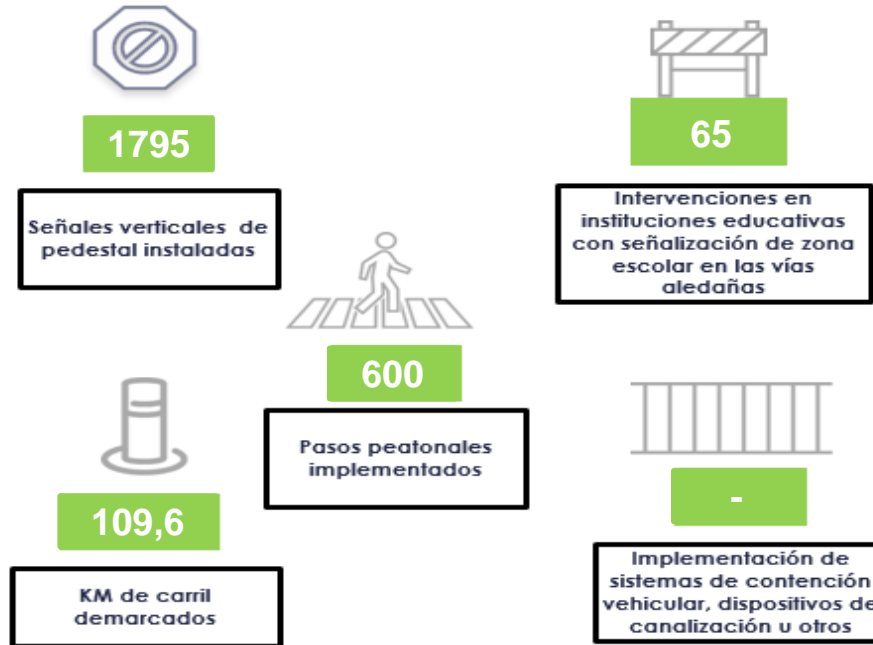 1795
Señales verticales de
pedestal instaladas
65
Intervenciones en
instituciones educativas
con señalización de zona
escolar en las vías
aledañas
600
Pasos peatonales
implementados
109,6
KM de carril
demarcados
-
Implementación de
sistemas de contención
vehicular, dispositivos de
canalización u otros